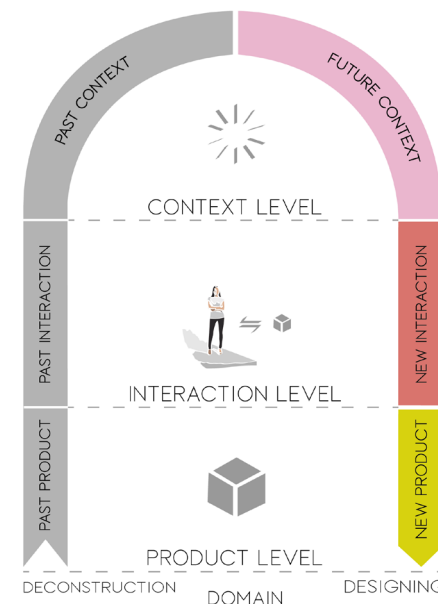 PAST CONTEXT
FUTURE CONTEXT
CONTEXT LEVEL
PAST INTERACTION
NEW INTERACTION
INTERACTION LEVEL
PAST PRODUCT
NEW PRODUCT
PRODUCT LEVEL
DECONSTRUCTION
DOMAIN
DESIGNING